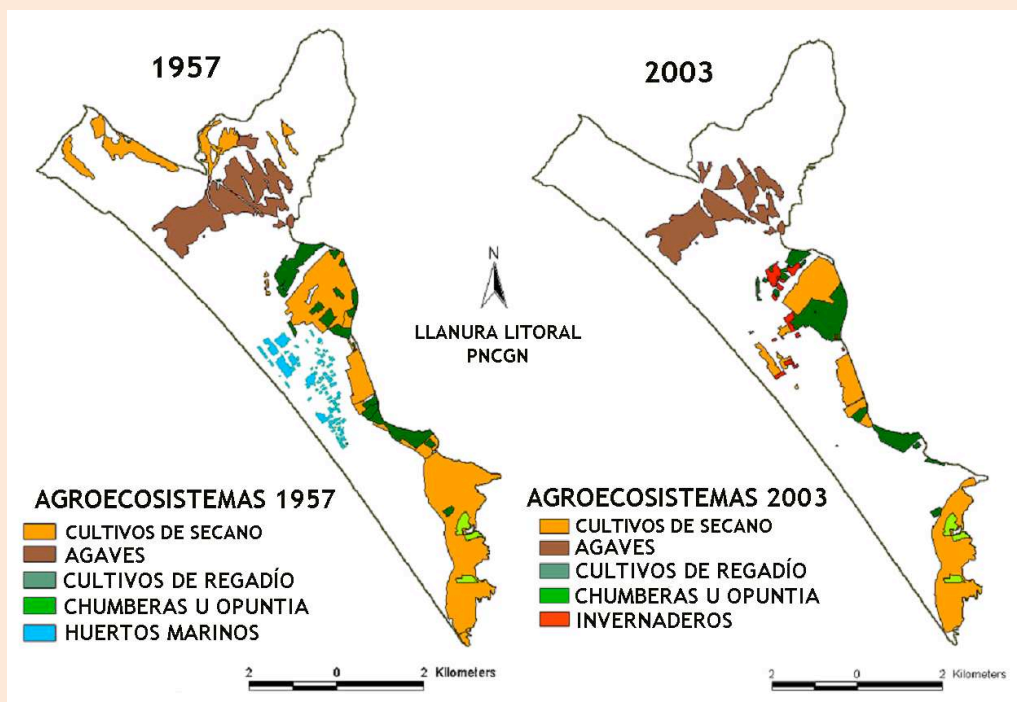 1957
2003
N
LLANURA LITORAL
PNCGN
AGROECOSISTEMAS 1957
CULTIVOS DE SECANO
AGAVES
CULTIVOS DE REGADÍO
CHUMBERAS U OPUNTIA
HUERTOS MARINOS
2 0 2 Kilometers
AGROECOSISTEMAS 2003
CULTIVOS DE SECANO
AGAVES
CULTIVOS DE REGADÍO
CHUMBERAS U OPUNTIA
INVERNADEROS
2 0 2 Kilometers